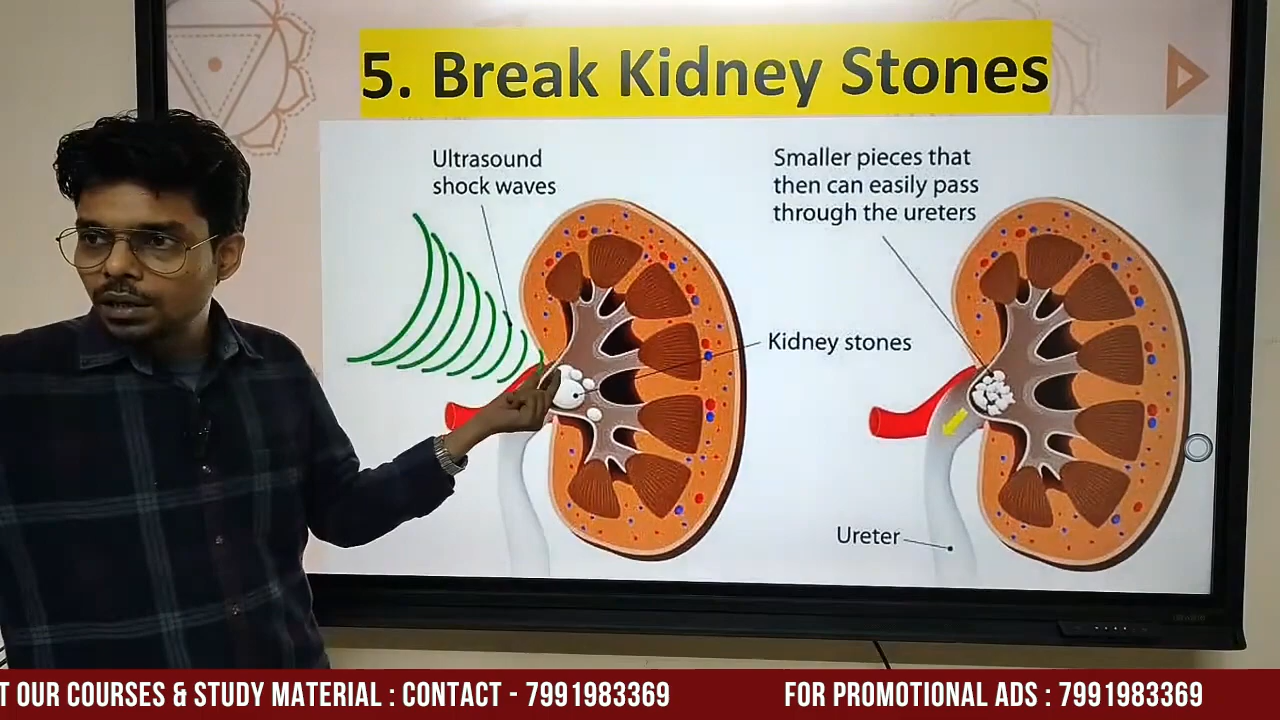 5. Break Kidney Stones
Ultrasound
shock waves
Smaller pieces that
then can easily pass
through the ureters
Kidney stones
Ureter
T OUR COURSES & STUDY MATERIAL : CONTACT - 7991983369
FOR PROMOTIONAL ADS : 7991983369